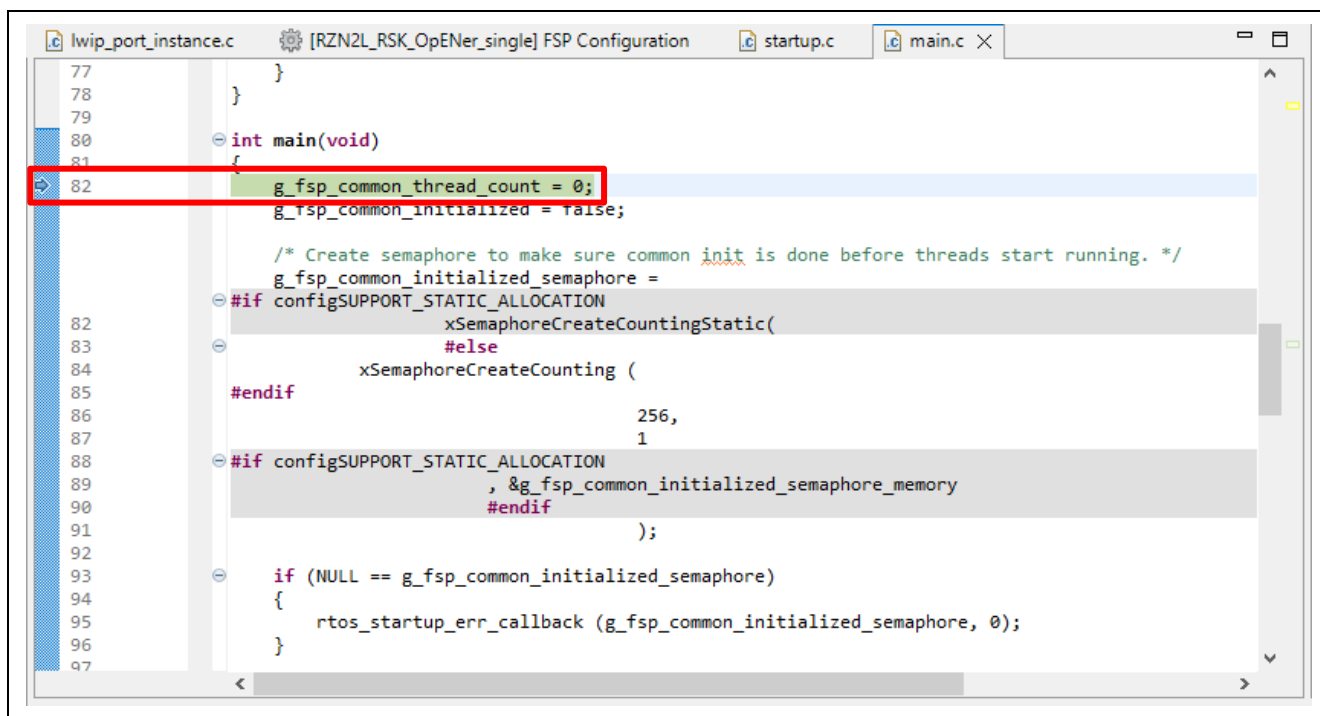 lwip_port_instance.c [RZN2L_RSK_OpENer_single] FSP Configuration startup.c main.c
77 }
78 }
79
80 int main(void)
81 {
82 g_fsp_common_thread_count = 0;
g_fsp_common_initialized = false;
/* Create semaphore to make sure common init is done before threads start running. */
g_fsp_common_initialized_semaphore =
#if configSUPPORT_STATIC_ALLOCATION
82 xSemaphoreCreateCountingStatic(
83 #else
84 xSemaphoreCreateCounting (
85 #endif
86 256,
87 1
88 #if configSUPPORT_STATIC_ALLOCATION
89 , &g_fsp_common_initialized_semaphore_memory
90 #endif
91 );
92
93 if (NULL == g_fsp_common_initialized_semaphore)
94 {
95 rtos_startup_err_callback (g_fsp_common_initialized_semaphore, 0);
96 }
97